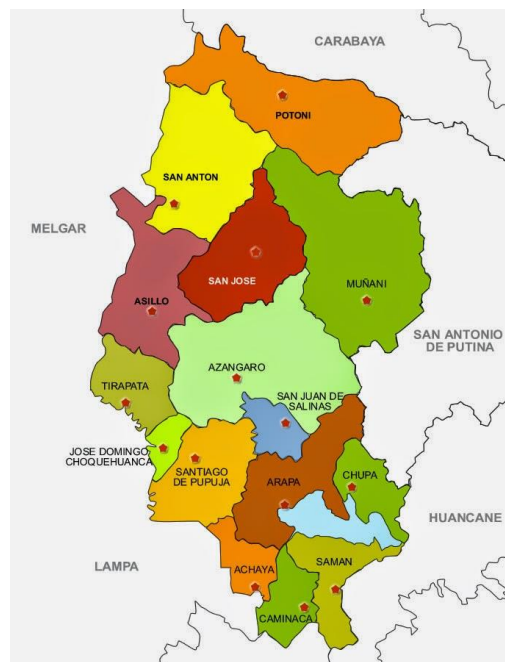 CARABAYA
POTONI
SAN ANTON
MELGAR
SAN JOSE
MUÑANI
ASILLO
SAN ANTONIO
DE PUTINA
AZANGARO
TIRAPATA
SAN JUAN DE
SALINAS
JOSE DOMINGO
CHOQUEHUANCA
SANTIAGO
DE PUPUJA
ARAPA
CHUPA
HUANCANE
LAMPA
ACHAYA
SAMAN
CAMINACA